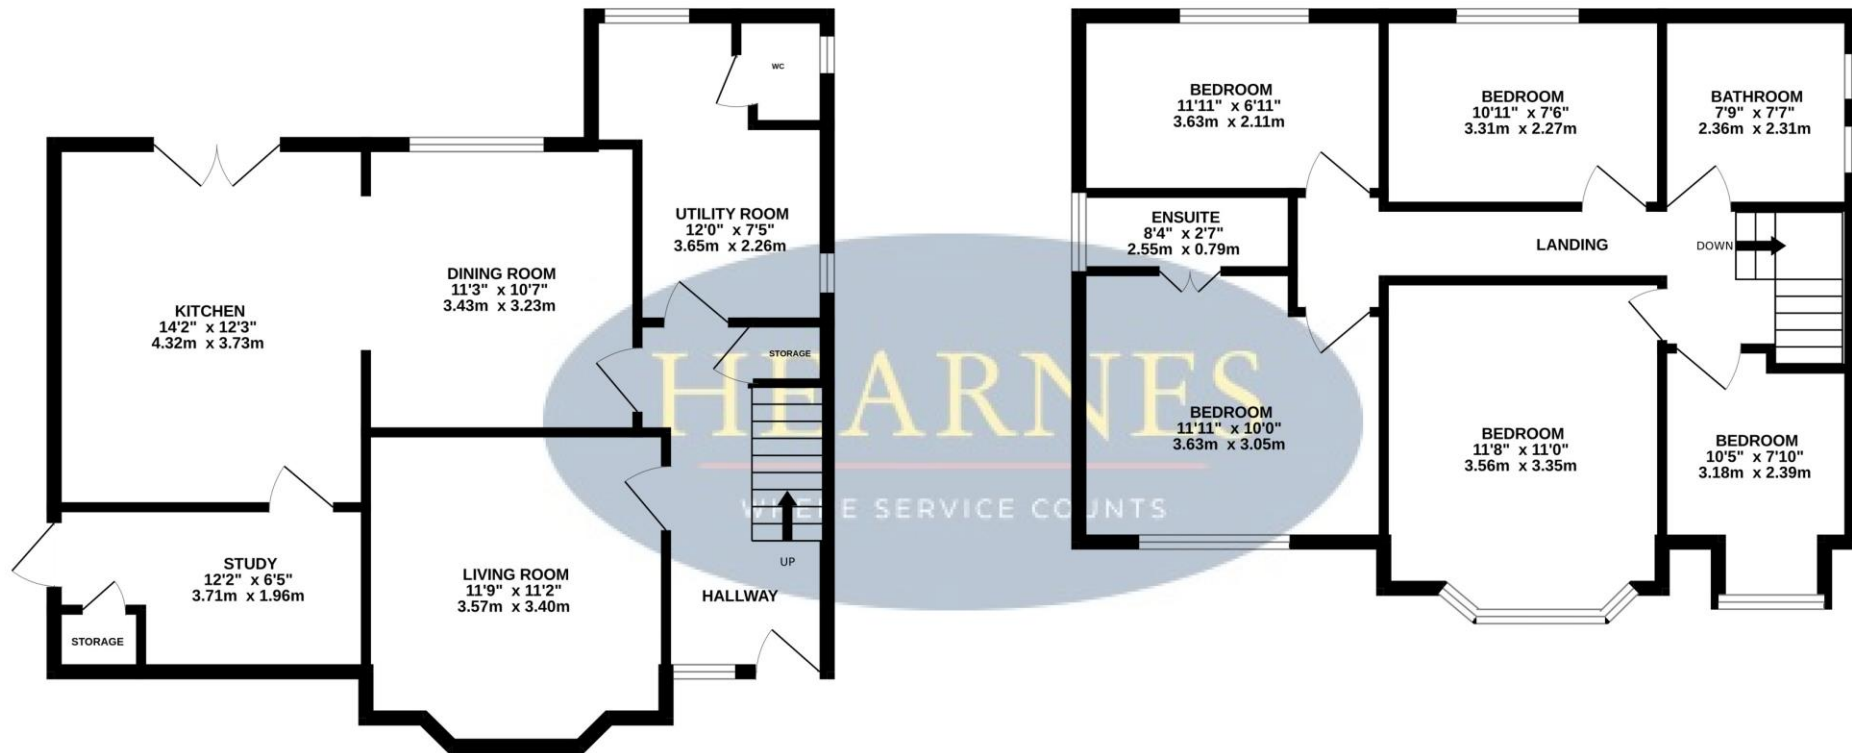 WC
UTILITY ROOM
12'0" x 7'5"
3.65m x 2.26m
DINING ROOM
11'3" x 10'7"
3.43m x 3.23m
KITCHEN
14'2" x 12'3"
4.32m x 3.73m
STORAGE
STUDY
12'2" x 6'5"
3.71m x 1.96m
STORAGE
LIVING ROOM
11'9" x 11'2"
3.57m x 3.40m
UP
HALLWAY
BEDROOM
11'11" x 6'11"
3.63m x 2.11m
BEDROOM
10'11" x 7'6"
3.31m x 2.27m
BATHROOM
7'9" x 7'7"
2.36m x 2.31m
ENSUITE
8'4" x 2'7"
2.55m x 0.79m
LANDING
DOWN
BEDROOM
11'11" x 10'0"
3.63m x 3.05m
BEDROOM
11'8" x 11'0"
3.56m x 3.35m
BEDROOM
10'5" x 7'10"
3.18m x 2.39m
HEARNES
WHERE SERVICE COUNTS